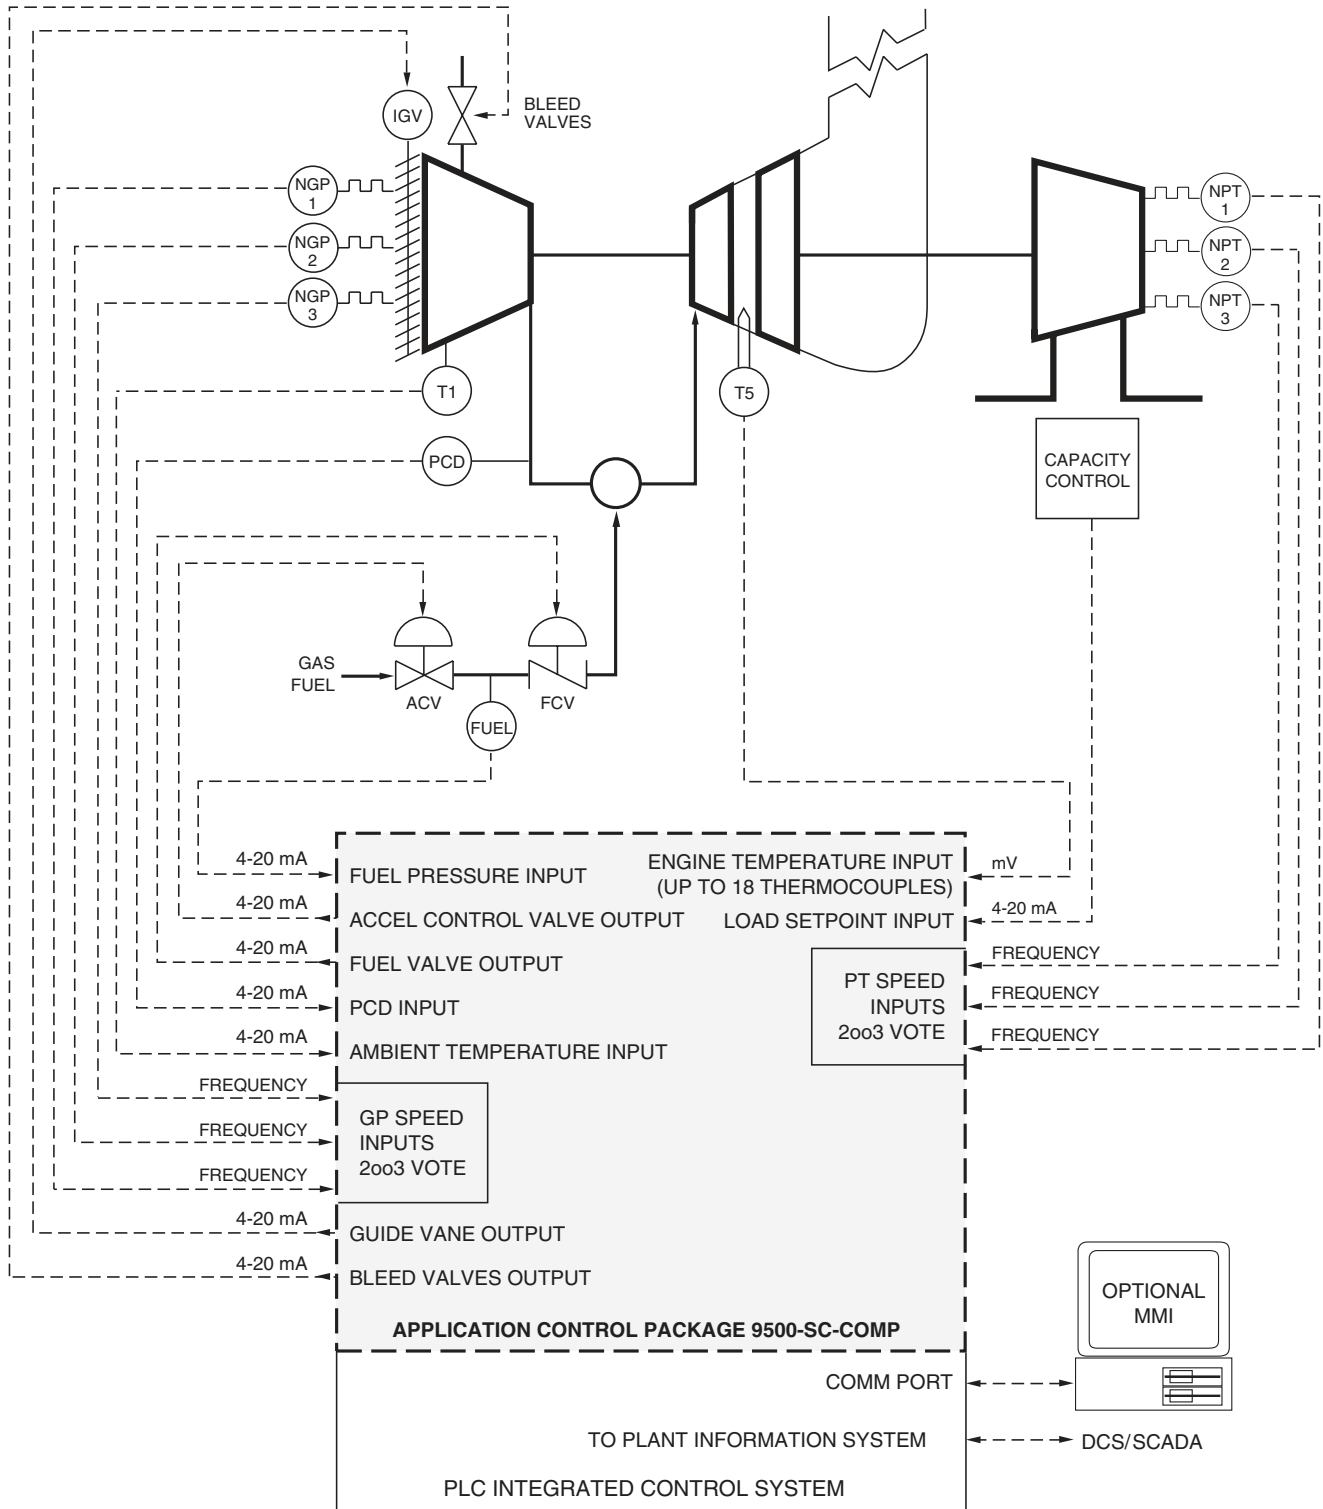 IGV
BLEED
VALVES
NGP
1
NGP
2
NGP
3
NPT
1
NPT
2
NPT
3
T1
T5
PCD
CAPACITY
CONTROL
GAS
FUEL
ACV
FCV
FUEL
4-20 mA
FUEL PRESSURE INPUT
4-20 mA
ACCEL CONTROL VALVE OUTPUT
4-20 mA
FUEL VALVE OUTPUT
4-20 mA
PCD INPUT
4-20 mA
AMBIENT TEMPERATURE INPUT
FREQUENCY
FREQUENCY
FREQUENCY
GP SPEED
INPUTS
2oo3 VOTE
4-20 mA
GUIDE VANE OUTPUT
4-20 mA
BLEED VALVES OUTPUT
ENGINE TEMPERATURE INPUT
(UP TO 18 THERMOCOUPLES)
mV
LOAD SETPOINT INPUT
4-20 mA
PT SPEED
INPUTS
2oo3 VOTE
FREQUENCY
FREQUENCY
FREQUENCY
APPLICATION CONTROL PACKAGE 9500-SC-COMP
OPTIONAL
MMI
COMM PORT
TO PLANT INFORMATION SYSTEM
DCS/SCADA
PLC INTEGRATED CONTROL SYSTEM